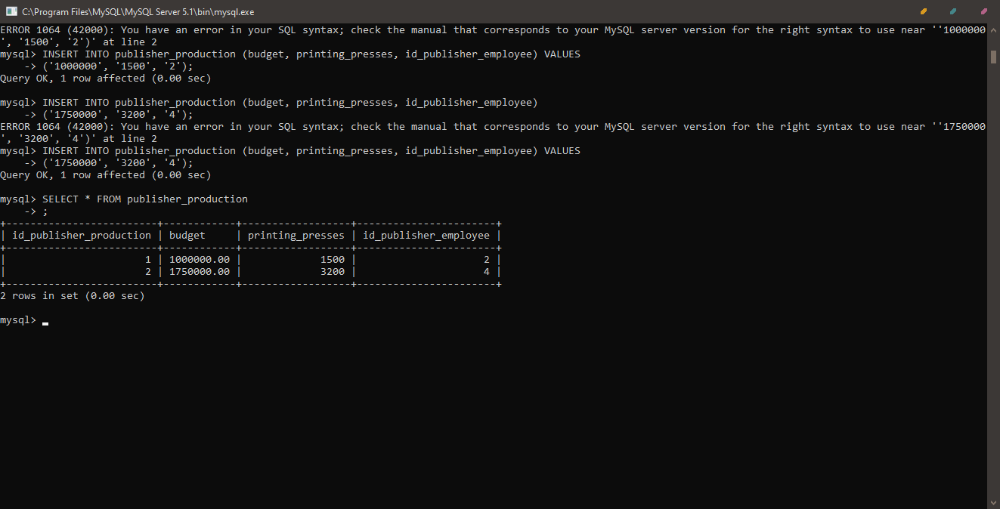 C:\Program Files\MySQL\MySQL Server 5.1\bin\mysql.exe
ERROR 1064 (42000): You have an error in your SQL syntax; check the manual that corresponds to your MySQL server version for the right syntax to use near ''1000000
', '1500', '2')' at line 2
mysql> INSERT INTO publisher_production (budget, printing_presses, id_publisher_employee) VALUES
    -> ('1000000', '1500', '2');
Query OK, 1 row affected (0.00 sec)

mysql> INSERT INTO publisher_production (budget, printing_presses, id_publisher_employee)
    -> ('1750000', '3200', '4');
ERROR 1064 (42000): You have an error in your SQL syntax; check the manual that corresponds to your MySQL server version for the right syntax to use near ''1750000
', '3200', '4')' at line 2
mysql> INSERT INTO publisher_production (budget, printing_presses, id_publisher_employee) VALUES
    -> ('1750000', '3200', '4');
Query OK, 1 row affected (0.00 sec)

mysql> SELECT * FROM publisher_production
    -> ;
+-------------------------+------------+------------------+-----------------------+
| id_publisher_production | budget     | printing_presses | id_publisher_employee |
+-------------------------+------------+------------------+-----------------------+
|                       1 | 1000000.00 |             1500 |                     2 |
|                       2 | 1750000.00 |             3200 |                     4 |
+-------------------------+------------+------------------+-----------------------+
2 rows in set (0.00 sec)

mysql> _